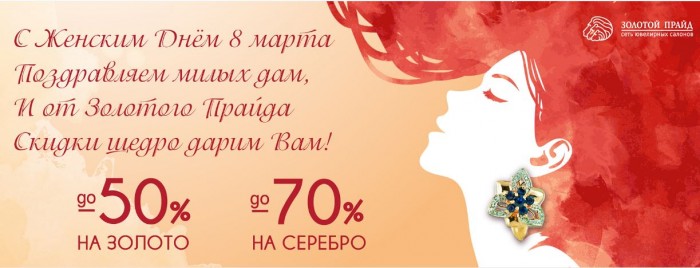 С Женским Днём 8 марта
Поздравляем милых дам,
И от Золотого Прайда
Скидки щедро дарим Вам!
до 50%
НА ЗОЛОТО
до 70%
НА СЕРЕБРО
ЗОЛОТОЙ ПРАЙД
сеть ювелирных салонов